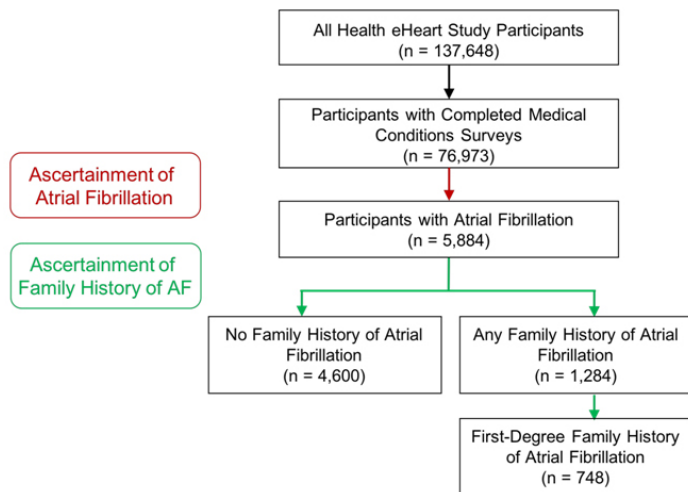 All Health eHeart Study Participants
(n = 137,648)
Participants with Completed Medical
Conditions Surveys
(n = 76,973)
Ascertainment of
Atrial Fibrillation
Participants with Atrial Fibrillation
(n = 5,884)
Ascertainment of
Family History of AF
No Family History of Atrial
Fibrillation
(n = 4,600)
Any Family History of Atrial
Fibrillation
(n = 1,284)
First-Degree Family History
of Atrial Fibrillation
(n = 748)